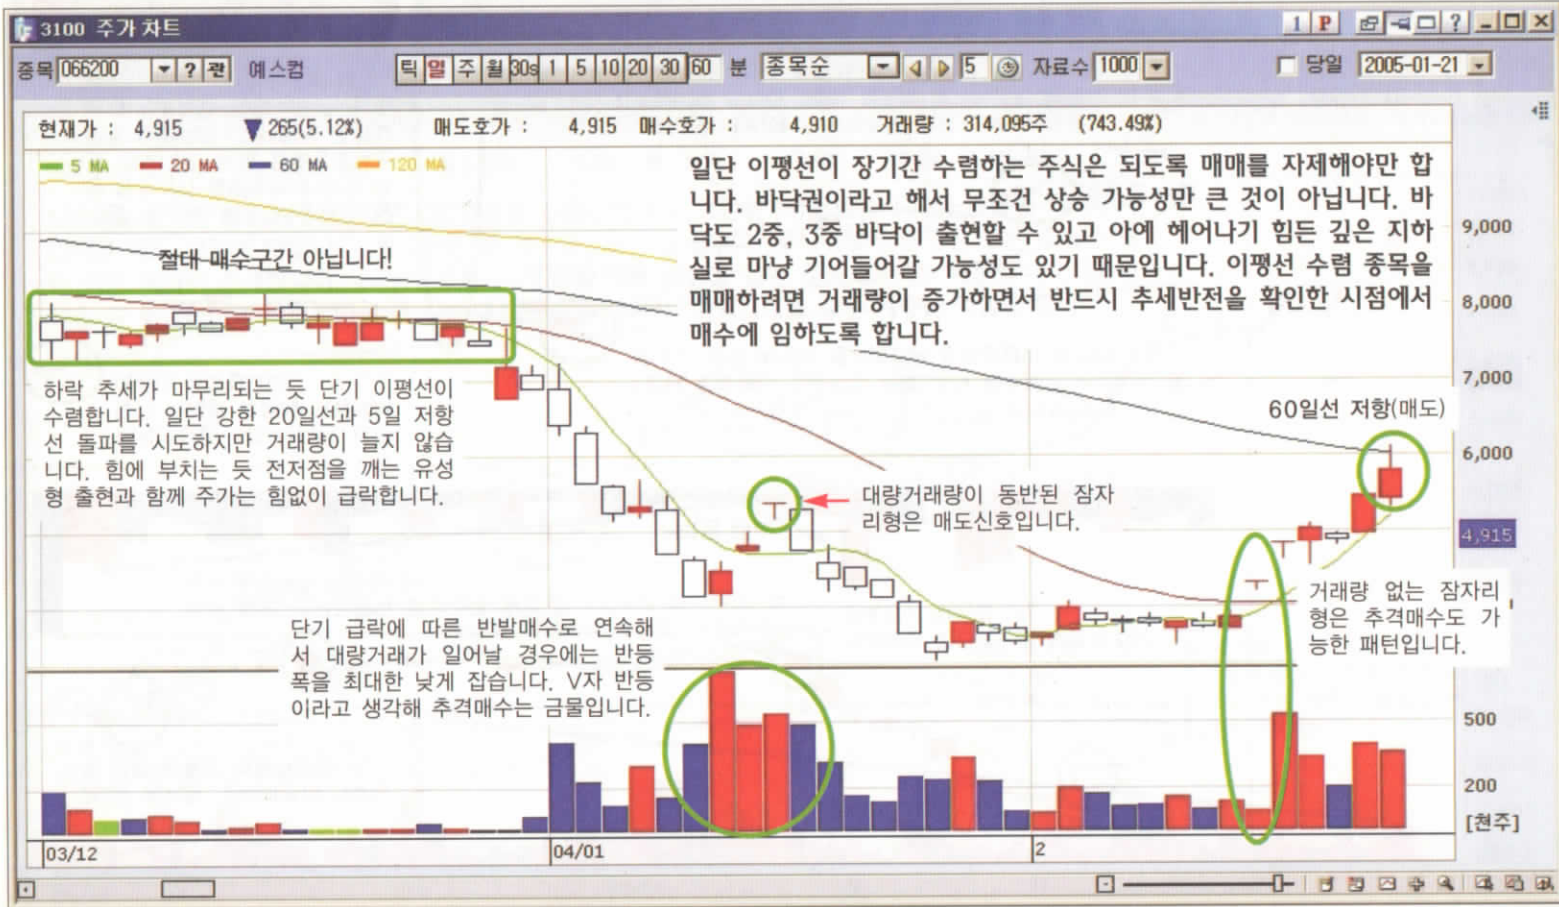 3100 주가 차트
1 P ?
종목 066200 ? 관 예스컴 틱 일 주 월 30s 1 5 10 20 30 60 분 종목순 5 자료수 1000 당일 2005-01-21
현재가 : 4,915 ▼265(5.12%) 매도호가 : 4,915 매수호가 : 4,910 거래량 : 314,095주 (743.49%)
5 MA 20 MA 60 MA 120 MA
일단 이평선이 장기간 수렴하는 주식은 되도록 매매를 자제해야만 합
니다. 바닥권이라고 해서 무조건 상승 가능성만 큰 것이 아닙니다. 바
닥도 2중, 3중 바닥이 출현할 수 있고 아예 헤어나기 힘든 깊은 지하
실로 마냥 기어들어갈 가능성도 있기 때문입니다. 이평선 수렴 종목을
매매하려면 거래량이 증가하면서 반드시 추세반전을 확인한 시점에서
매수에 임하도록 합니다.
절대 매수구간 아닙니다!
하락 추세가 마무리되는 듯 단기 이평선이
수렴합니다. 일단 강한 20일선과 5일 저항
선 돌파를 시도하지만 거래량이 늘지 않습
니다. 힘에 부치는 듯 전저점을 깨는 유성
형 출현과 함께 주가는 힘없이 급락합니다.
60일선 저항(매도)
대량거래량이 동반된 잠자
리형은 매도신호입니다.
거래량 없는 잠자리
형은 추격매수도 가
능한 패턴입니다.
단기 급락에 따른 반발매수로 연속해
서 대량거래가 일어날 경우에는 반등
폭을 최대한 낮게 잡습니다. V자 반등
이라고 생각해 추격매수는 금물입니다.
9,000
8,000
7,000
6,000
4,915
500
200
[천주]
03/12 04/01 2